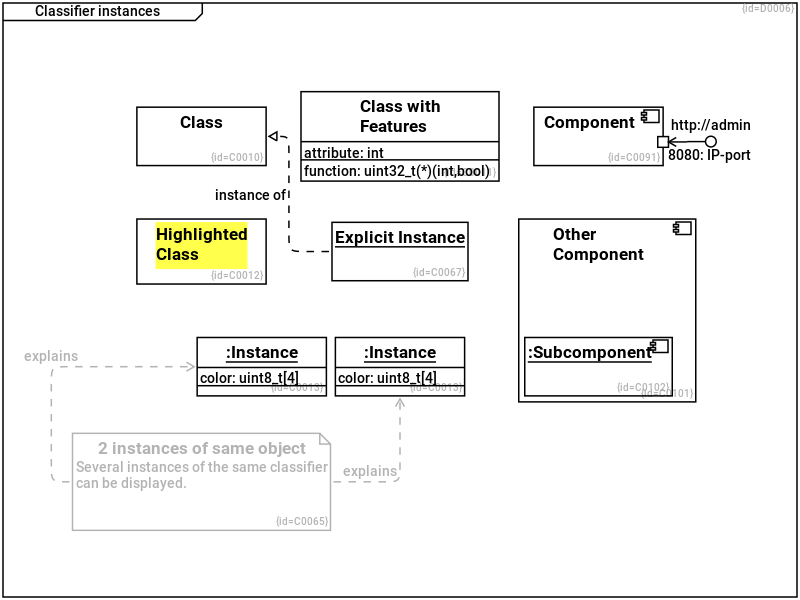 Classifier instances
{id=D0006}
Class
{id=C0010}
Class with
Features
attribute: int
function: uint32_t(*)(int,bool)
Component
{id=C0091}
http://admin
8080: IP-port
instance of
Highlighted
Class
{id=C0012}
Explicit Instance
{id=C0067}
Other
Component
:Subcomponent
{id=C0102}
{id=C0101}
explains
:Instance
color: uint8_t[4]
{id=C0013}
:Instance
color: uint8_t[4]
{id=C0013}
2 instances of same object
Several instances of the same classifier
can be displayed.
{id=C0065}
explains